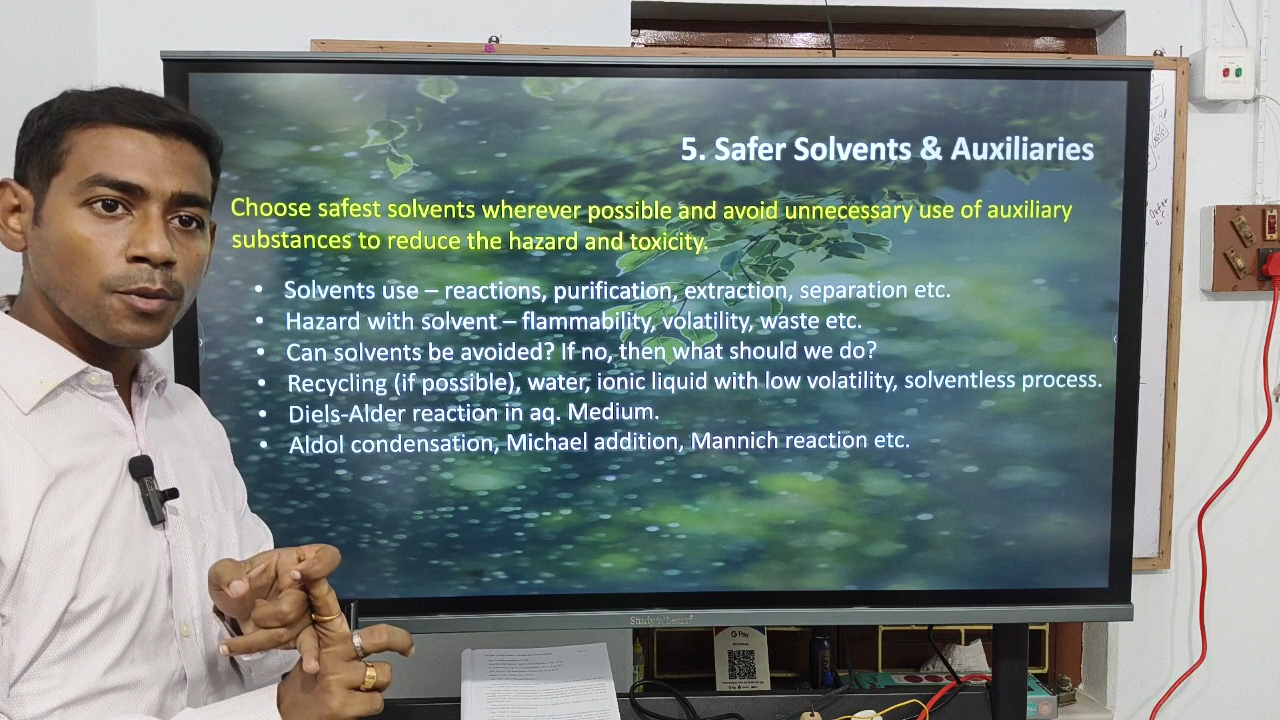 5. Safer Solvents & Auxiliaries
Choose safest solvents wherever possible and avoid unnecessary use of auxiliary
substances to reduce the hazard and toxicity.
• Solvents use – reactions, purification, extraction, separation etc.
• Hazard with solvent – flammability, volatility, waste etc.
• Can solvents be avoided? If no, then what should we do?
• Recycling (if possible), water, ionic liquid with low volatility, solventless process.
• Diels-Alder reaction in aq. Medium.
• Aldol condensation, Michael addition, Mannich reaction etc.
G Pay